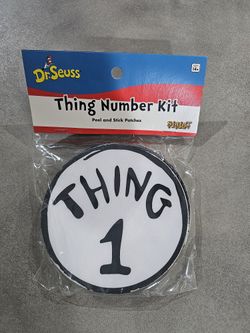 Dr. Seuss
Thing Number Kit
Peel and Stick Patches
THING
1